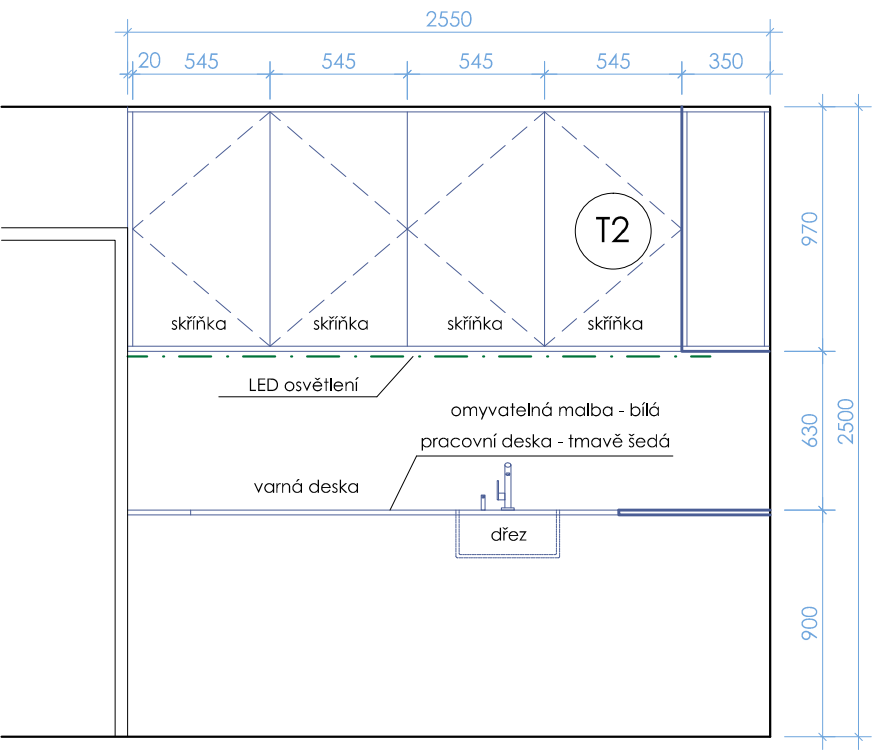 2550
20 545 545 545 545 350
970
T2
skříňka skříňka skříňka skříňka
LED osvětlení
omyvatelná malba - bílá
pracovní deska - tmavě šedá
630
2500
varná deska
dřez
900